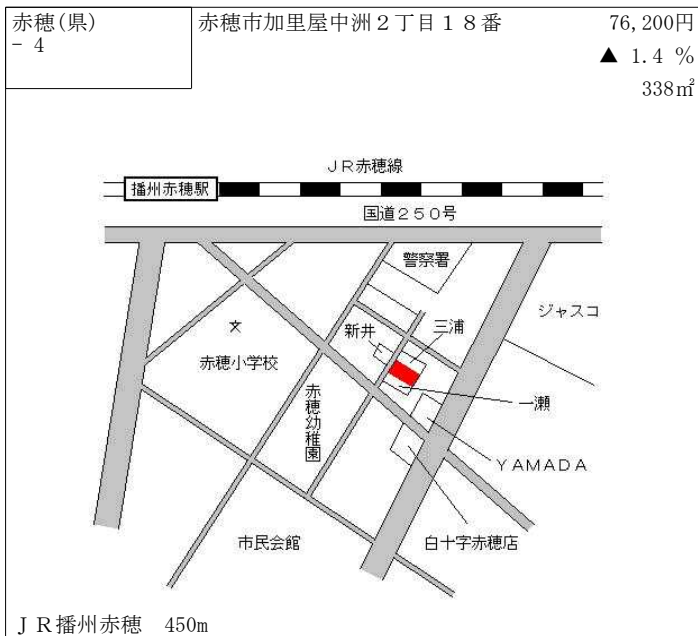 赤穂(県)
- 4
赤穂市加里屋中洲２丁目１８番
76,200円
▲ 1.4 %
338㎡
ＪＲ赤穂線
播州赤穂駅
国道２５０号
警察署
ジャスコ
新井
三浦
文
赤穂小学校
赤穂幼稚園
一瀬
ＹＡＭＡＤＡ
市民会館
白十字赤穂店
ＪＲ播州赤穂　450m